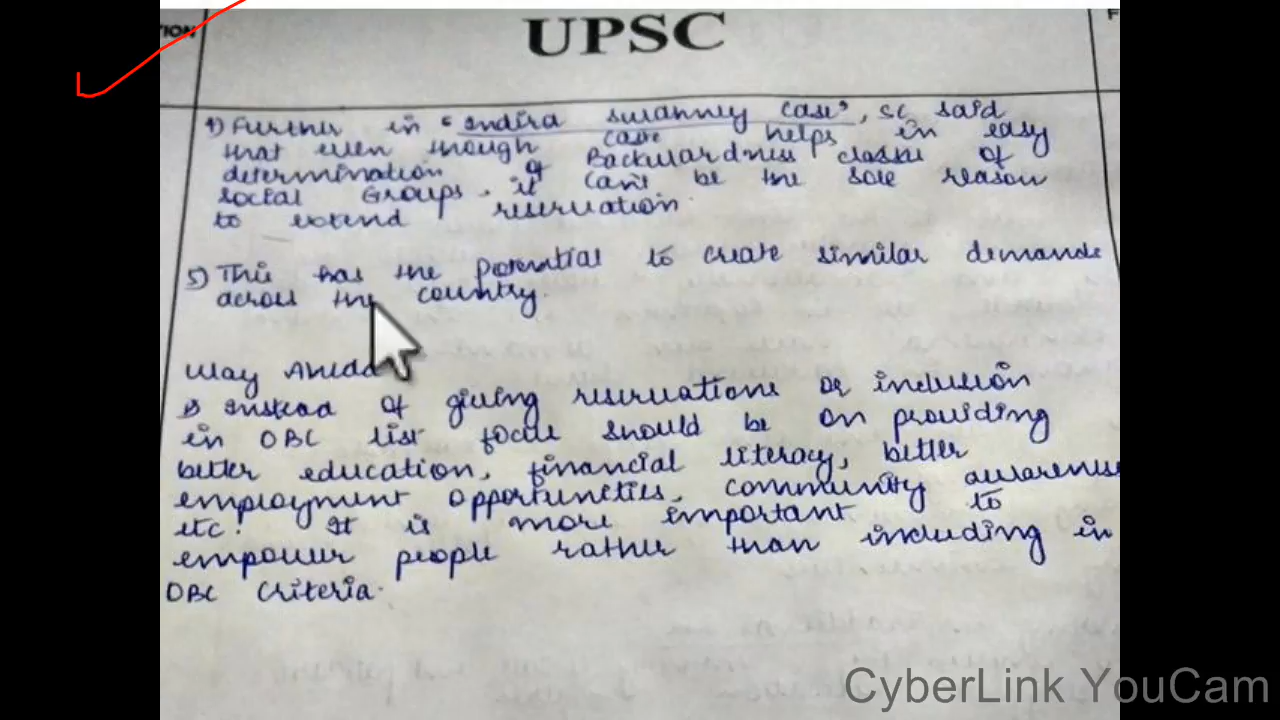 TION
UPSC
F
4) Further in "Indira Swahney case", SC said
that even though caste helps in easy
determination of Backwardness classes of
social Groups, it can't be the sole reason
to extend reservation.
5) This has the potential to create similar demands
across the country.
Way Ahead
1) Instead of giving reservations or inclusion
in OBC list focus should be on providing
better education, financial literacy, better
employment opportunities, community awareness
etc. It is more important to
empower people rather than including in
OBC Criteria.
CyberLink YouCam